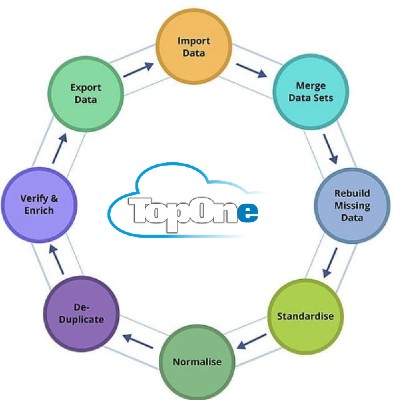 Import
Data
Merge
Data Sets
Rebuild
Missing
Data
Standardise
Normalise
De-
Duplicate
Verify &
Enrich
Export
Data
TopOne